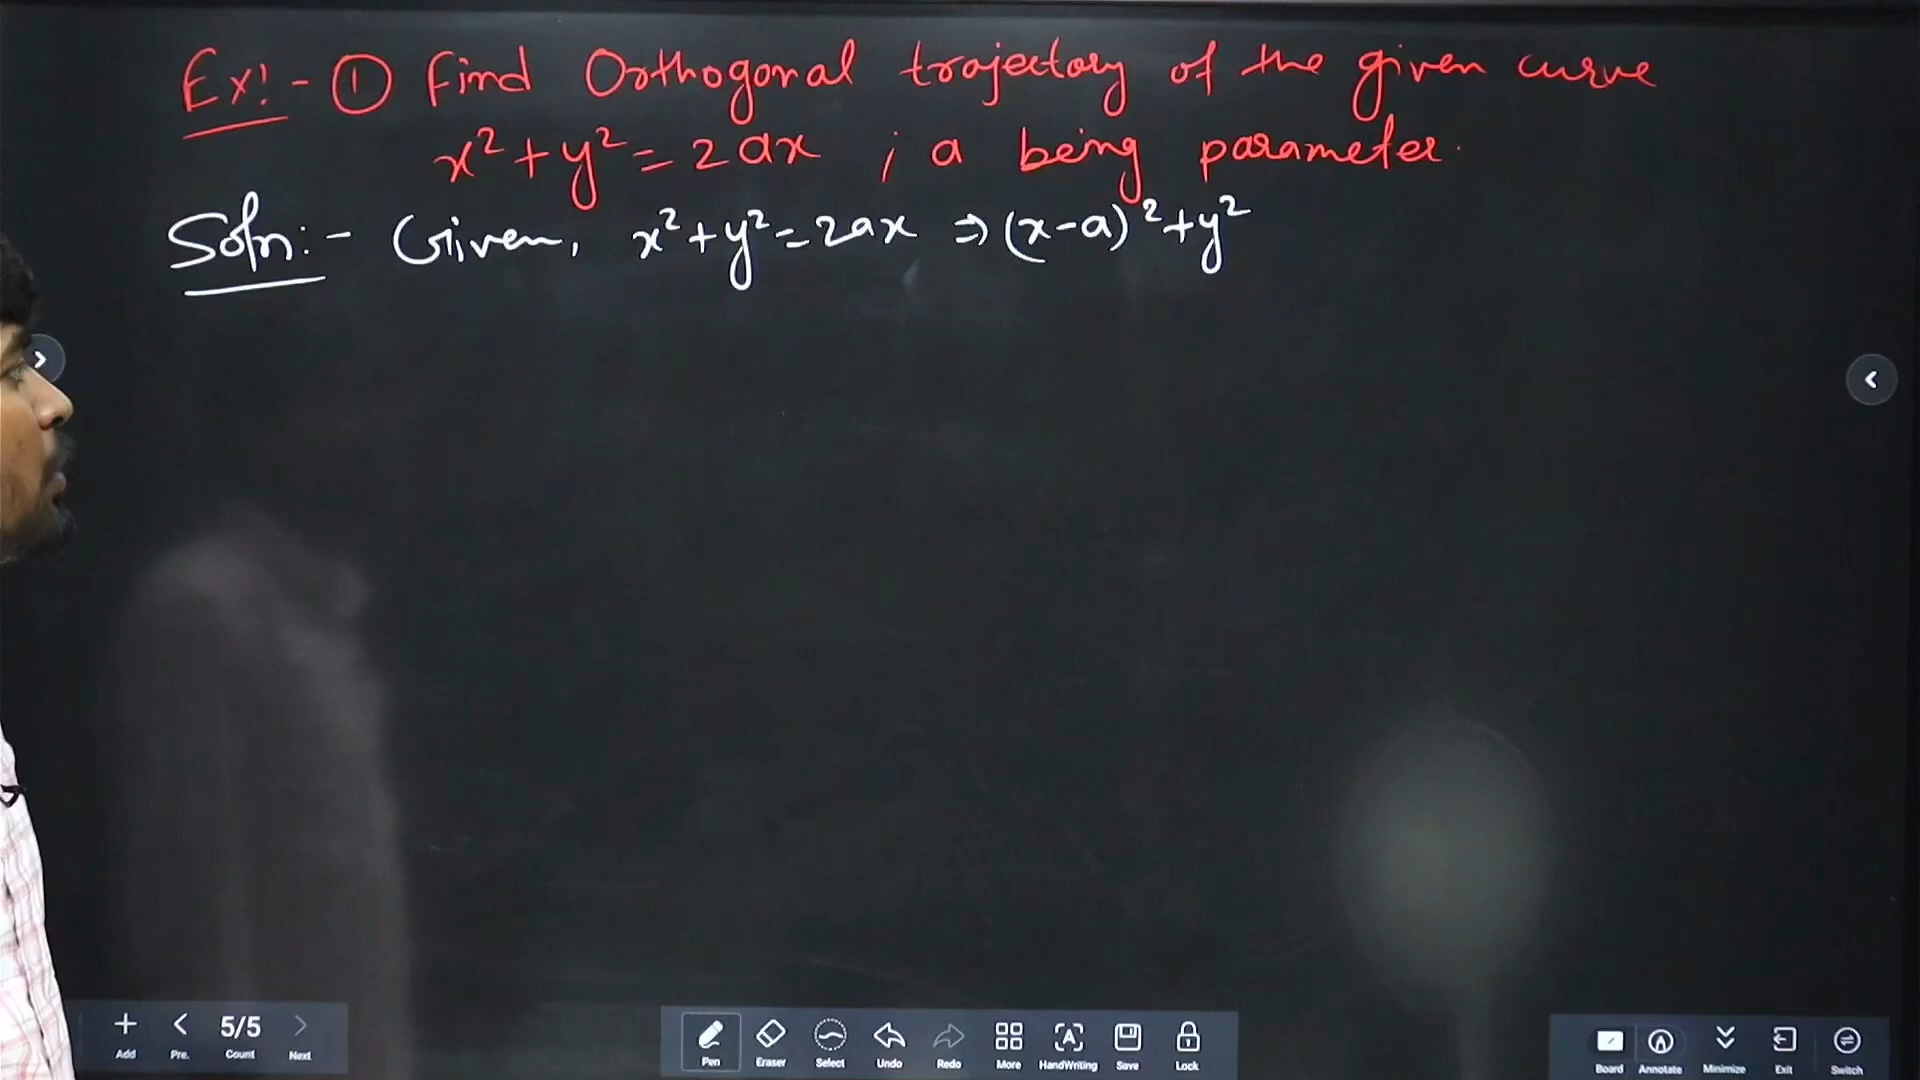 Ex! - ① Find Orthogonal trajectory of the given curve
x²+y²=2ax ; a being parameter.
Soln:- Given, x²+y²=2ax ⇒(x-a)²+y²
5/5
Add Pre. Count Next
Pen Eraser Select Undo Redo More HandWriting Save Lock
Board Annotate Minimize Exit Switch